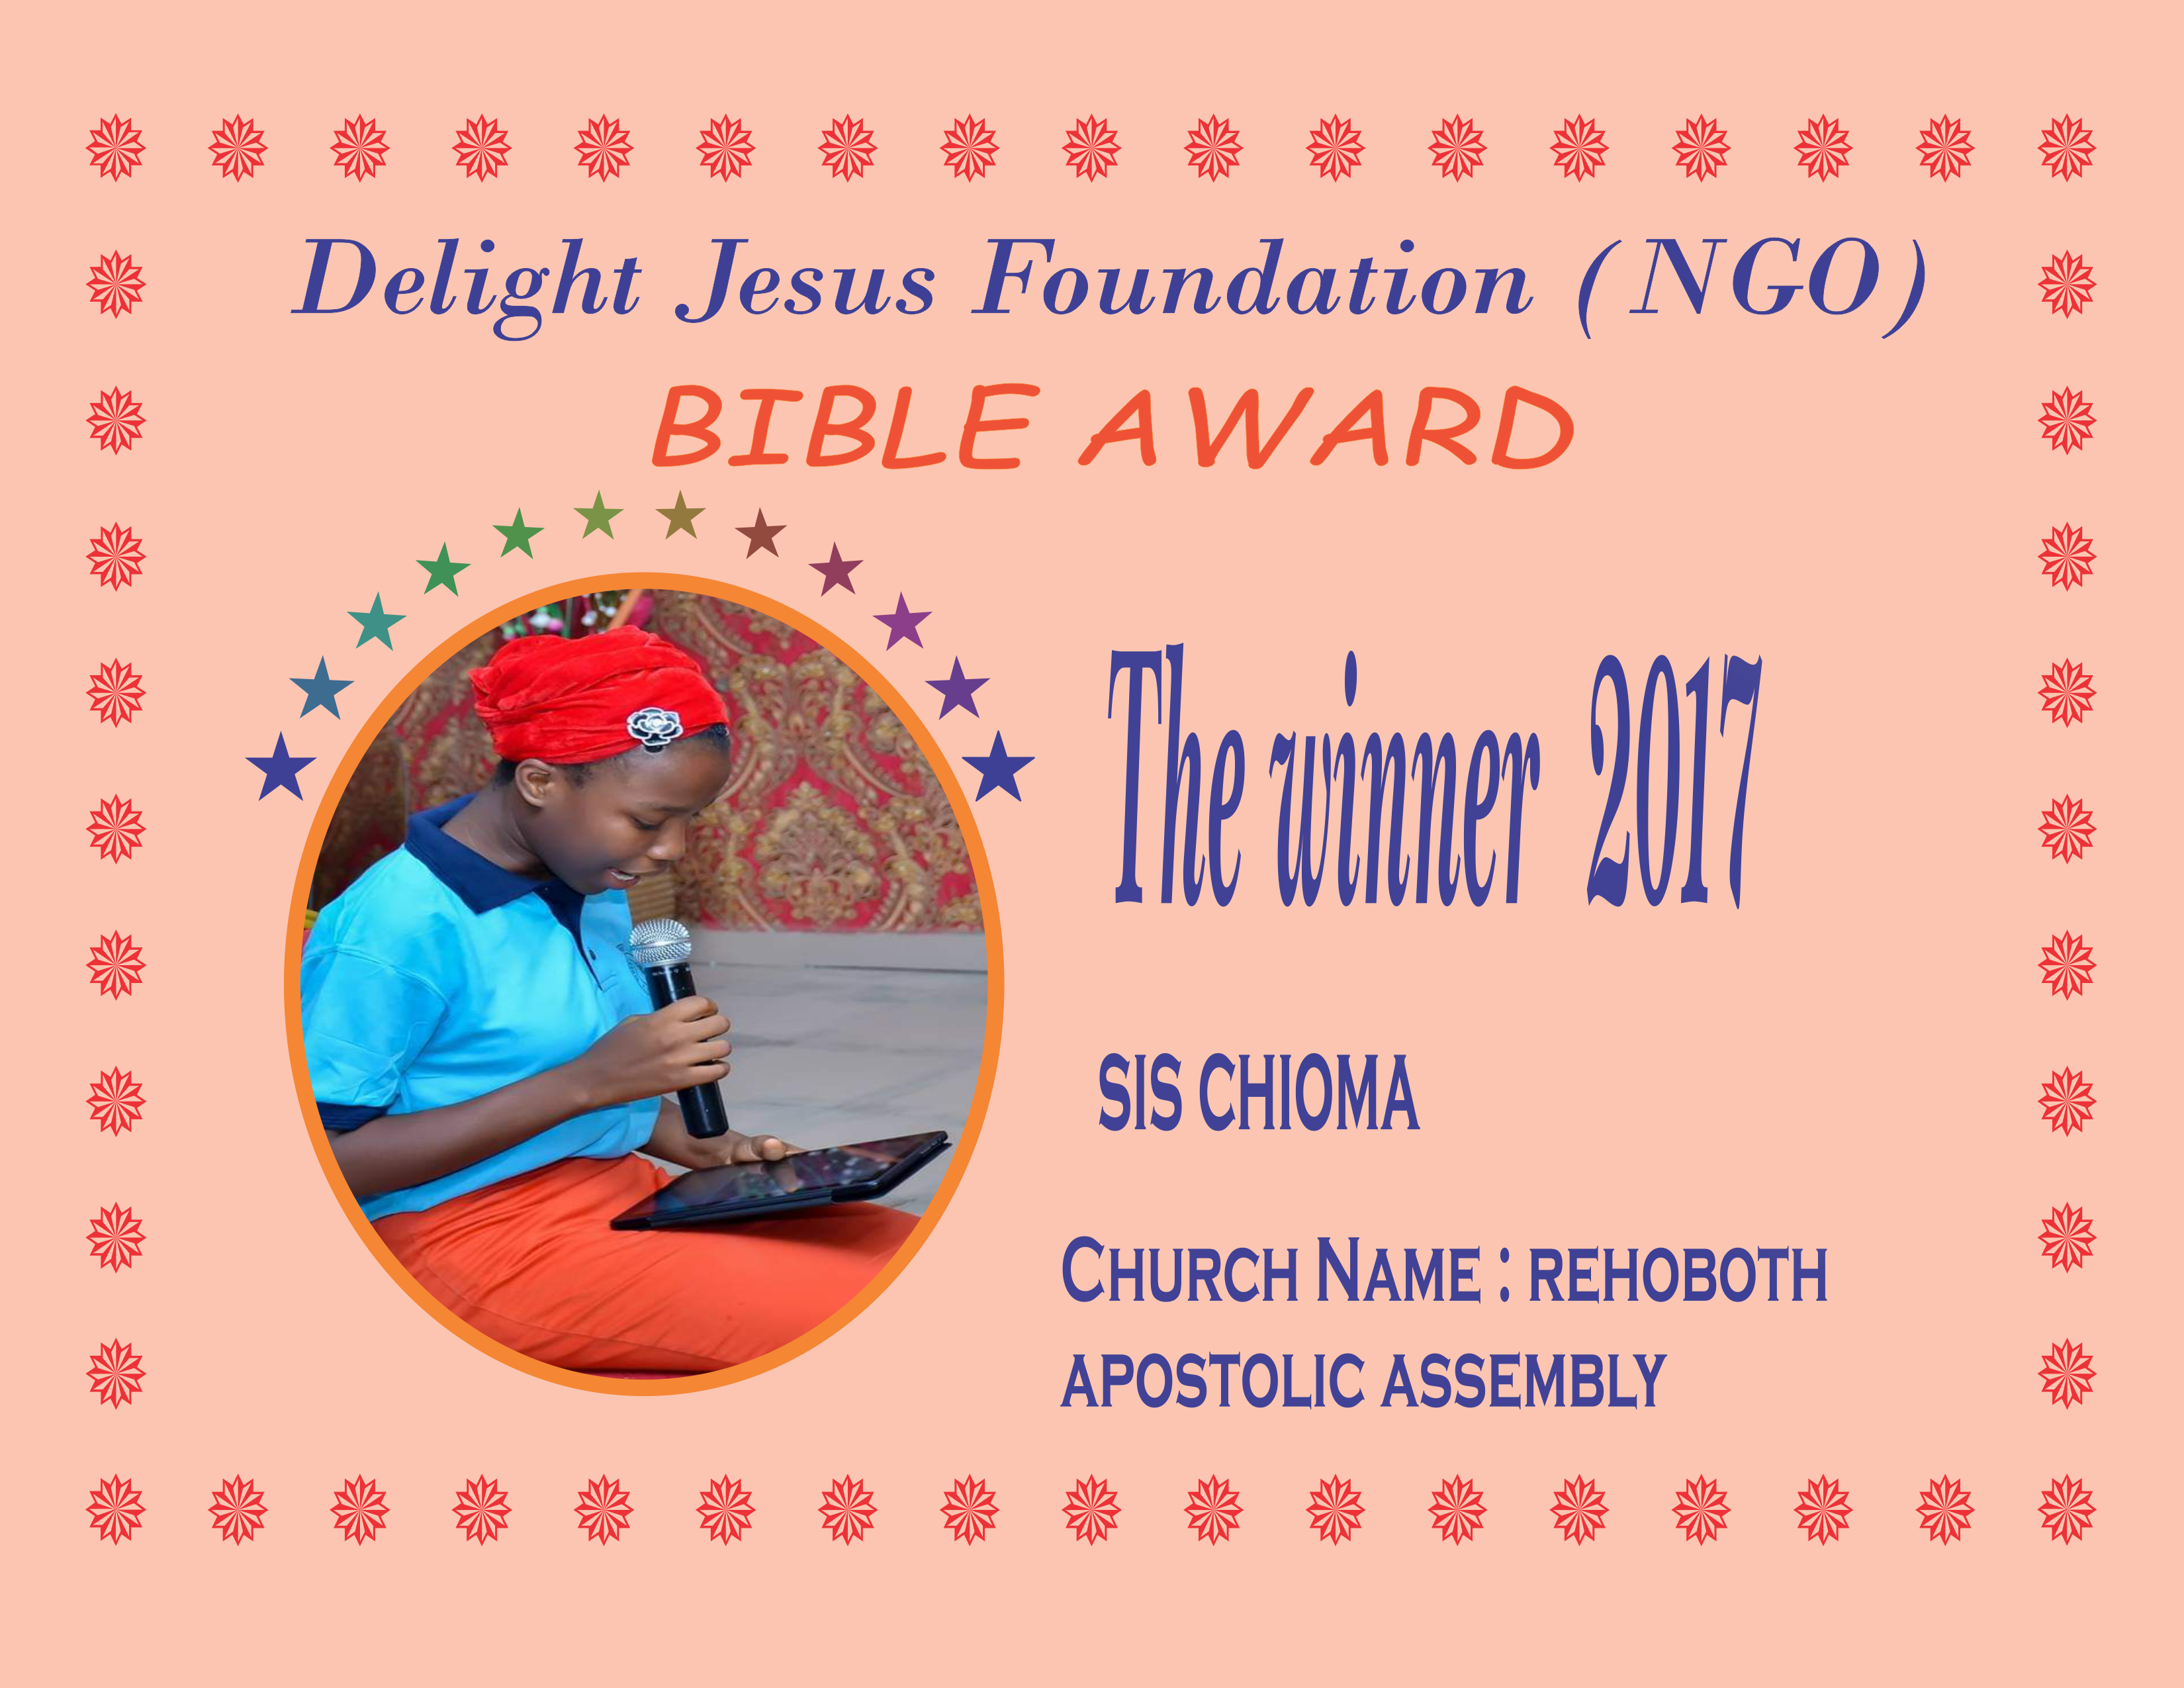 Delight Jesus Foundation (NGO)
BIBLE AWARD
The winner 2017
SIS CHIOMA
CHURCH NAME : REHOBOTH
APOSTOLIC ASSEMBLY